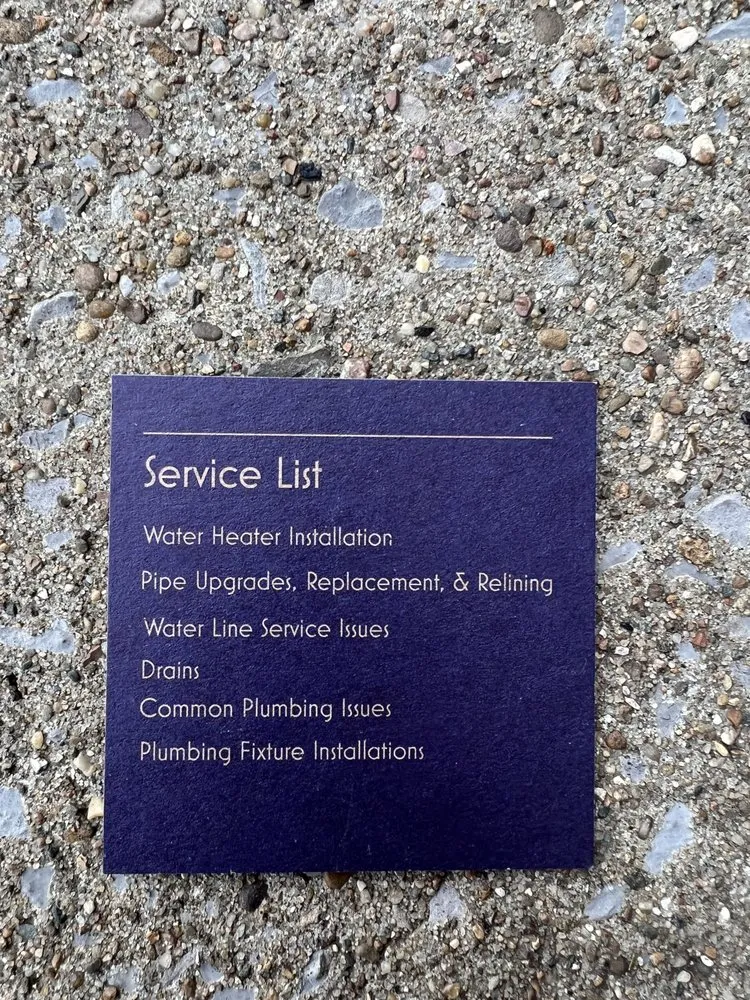 Service List
Water Heater Installation
Pipe Upgrades, Replacement, & Relining
Water Line Service Issues
Drains
Common Plumbing Issues
Plumbing Fixture Installations